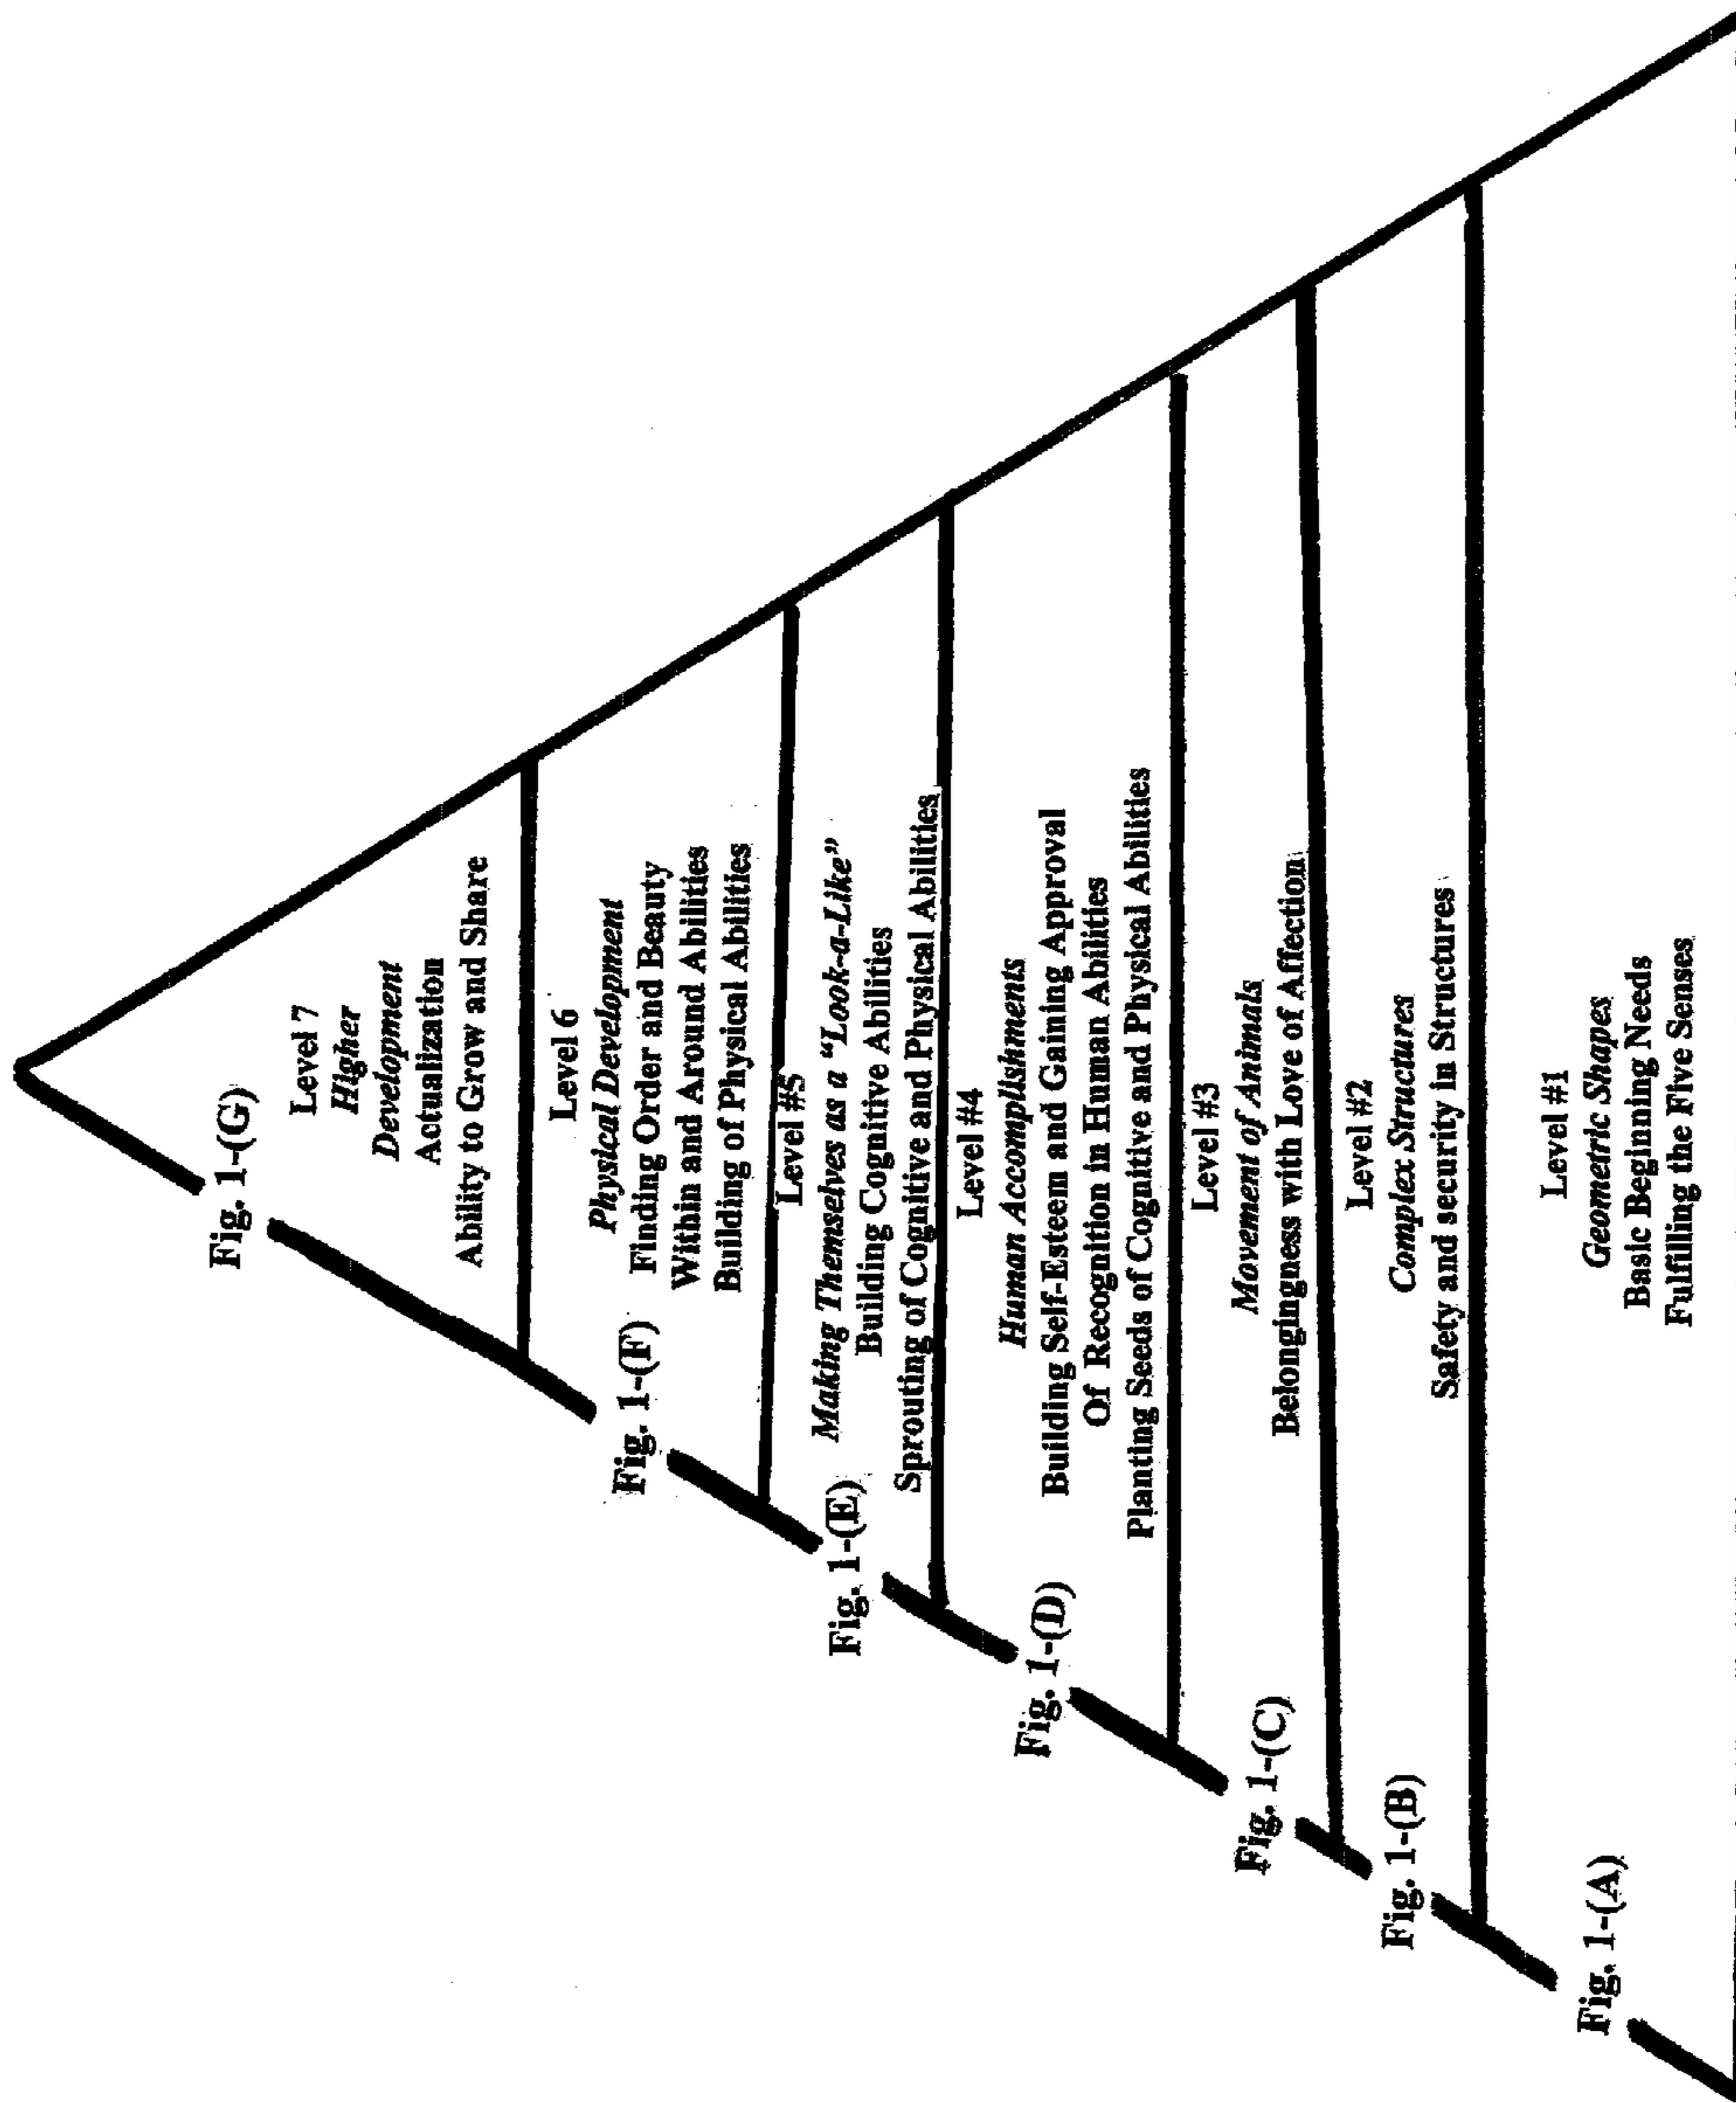 Fig. 1-(G)
Level 7
Higher
Development
Actualization
Ability to Grow and Share
Fig. 1-(F)
Level 6
Physical Development
Finding Order and Beauty
Within and Around Abilities
Building of Physical Abilities
Fig. 1-(E)
Level #5
Making Themselves as a “Look-a-Like”
Building Cognitive Abilities
Sprouting of Cognitive and Physical Abilities
Fig. 1-(D)
Level #4
Human Accomplishments
Building Self-Esteem and Gaining Approval
Of Recognition in Human Abilities
Planting Seeds of Cognitive and Physical Abilities
Fig. 1-(C)
Level #3
Movement of Animals
Belongingness with Love of Affection
Fig. 1-(B)
Level #2
Complex Structures
Safety and security in Structures
Fig. 1-(A)
Level #1
Geometric Shapes
Basic Beginning Needs
Fulfilling the Five Senses